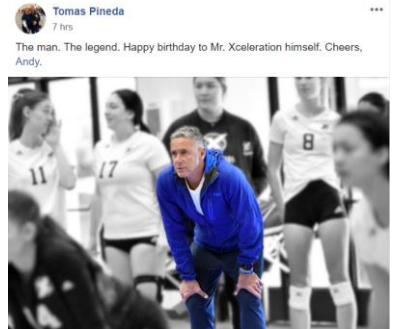 Tomas Pineda
7 hrs
The man. The legend. Happy birthday to Mr. Xceleration himself. Cheers,
Andy.
11
17
8